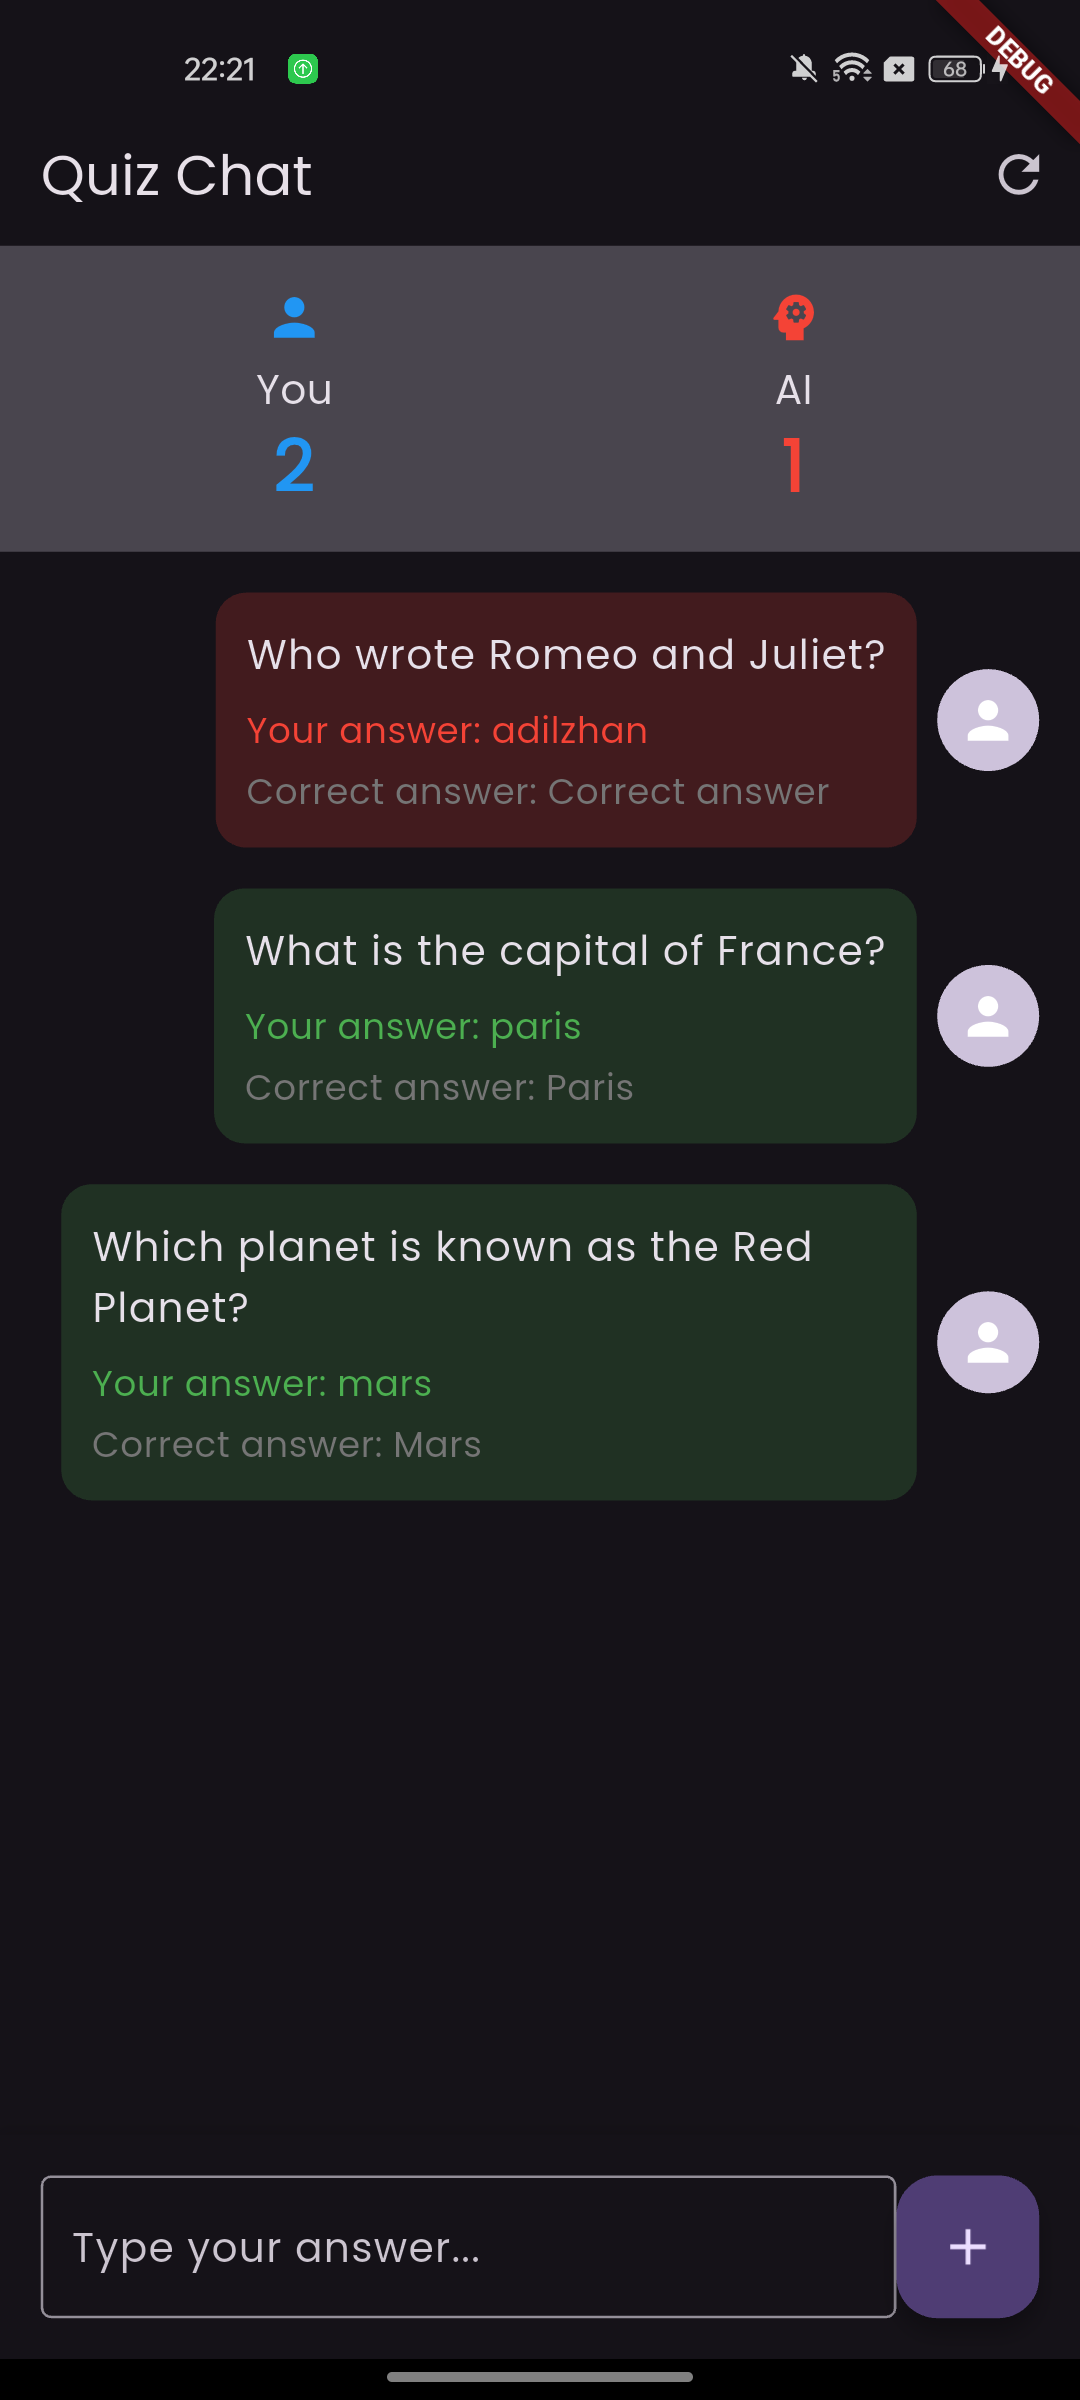 22:21
5
68
DEBUG
Quiz Chat
You
AI
2
1
Who wrote Romeo and Juliet?
Your answer: adilzhan
Correct answer: Correct answer
What is the capital of France?
Your answer: paris
Correct answer: Paris
Which planet is known as the Red
Planet?
Your answer: mars
Correct answer: Mars
Type your answer...